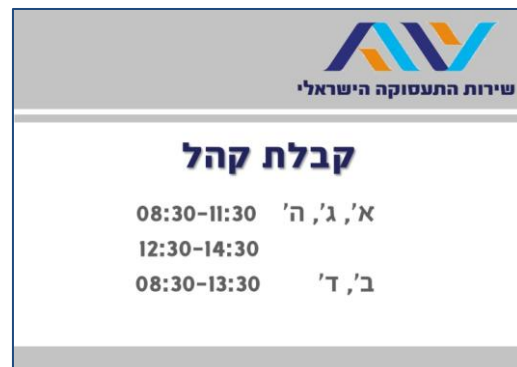 שירות התעסוקה הישראלי
קבלת קהל
א', ג', ה' 08:30-11:30
12:30-14:30
ב', ד' 08:30-13:30